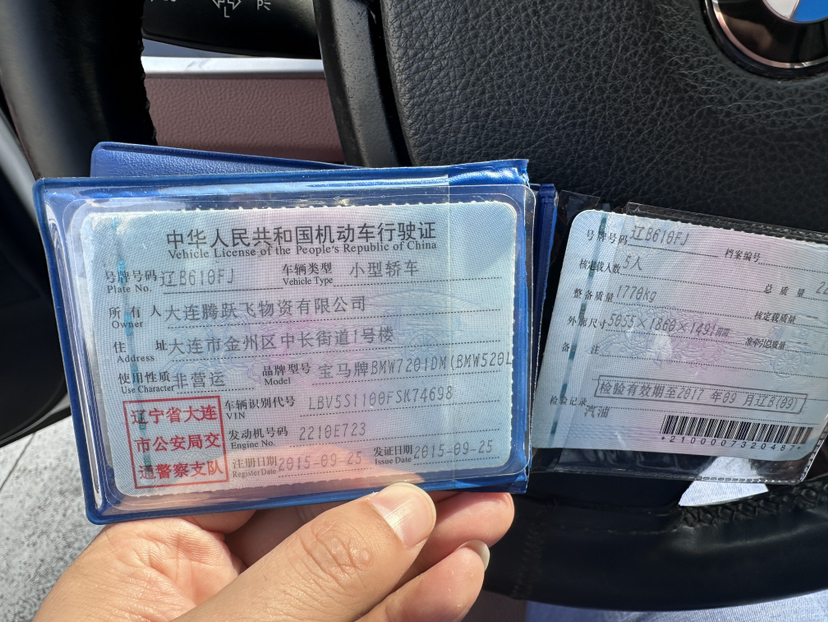 中华人民共和国机动车行驶证
Vehicle License of the People's Republic of China
号牌号码 辽B610FJ 车辆类型 小型轿车
Plate No. Vehicle Type
所有人 大连腾跃飞物资有限公司
Owner
住址 大连市金州区中长街道1号楼
Address
使用性质 非营运 品牌型号 宝马牌BMW7201DM(BMW520L
Use Character Model
辽宁省大连
市公安局交
通警察支队
车辆识别代号 LBV5S1100FSK74698
VIN
发动机号码 2210E723
Engine No.
注册日期 2015-09-25 发证日期 2015-09-25
Register Date Issue Date
号牌号码 辽B610FJ 档案编号
核定载人数 5人 总质量
整备质量 1770kg 核定载质量
外廓尺寸 5055×1860×1491mm 准牵引总质量
备注
检验有效期至2017年09月辽B(09)
检验记录
汽油
*2100007320487*